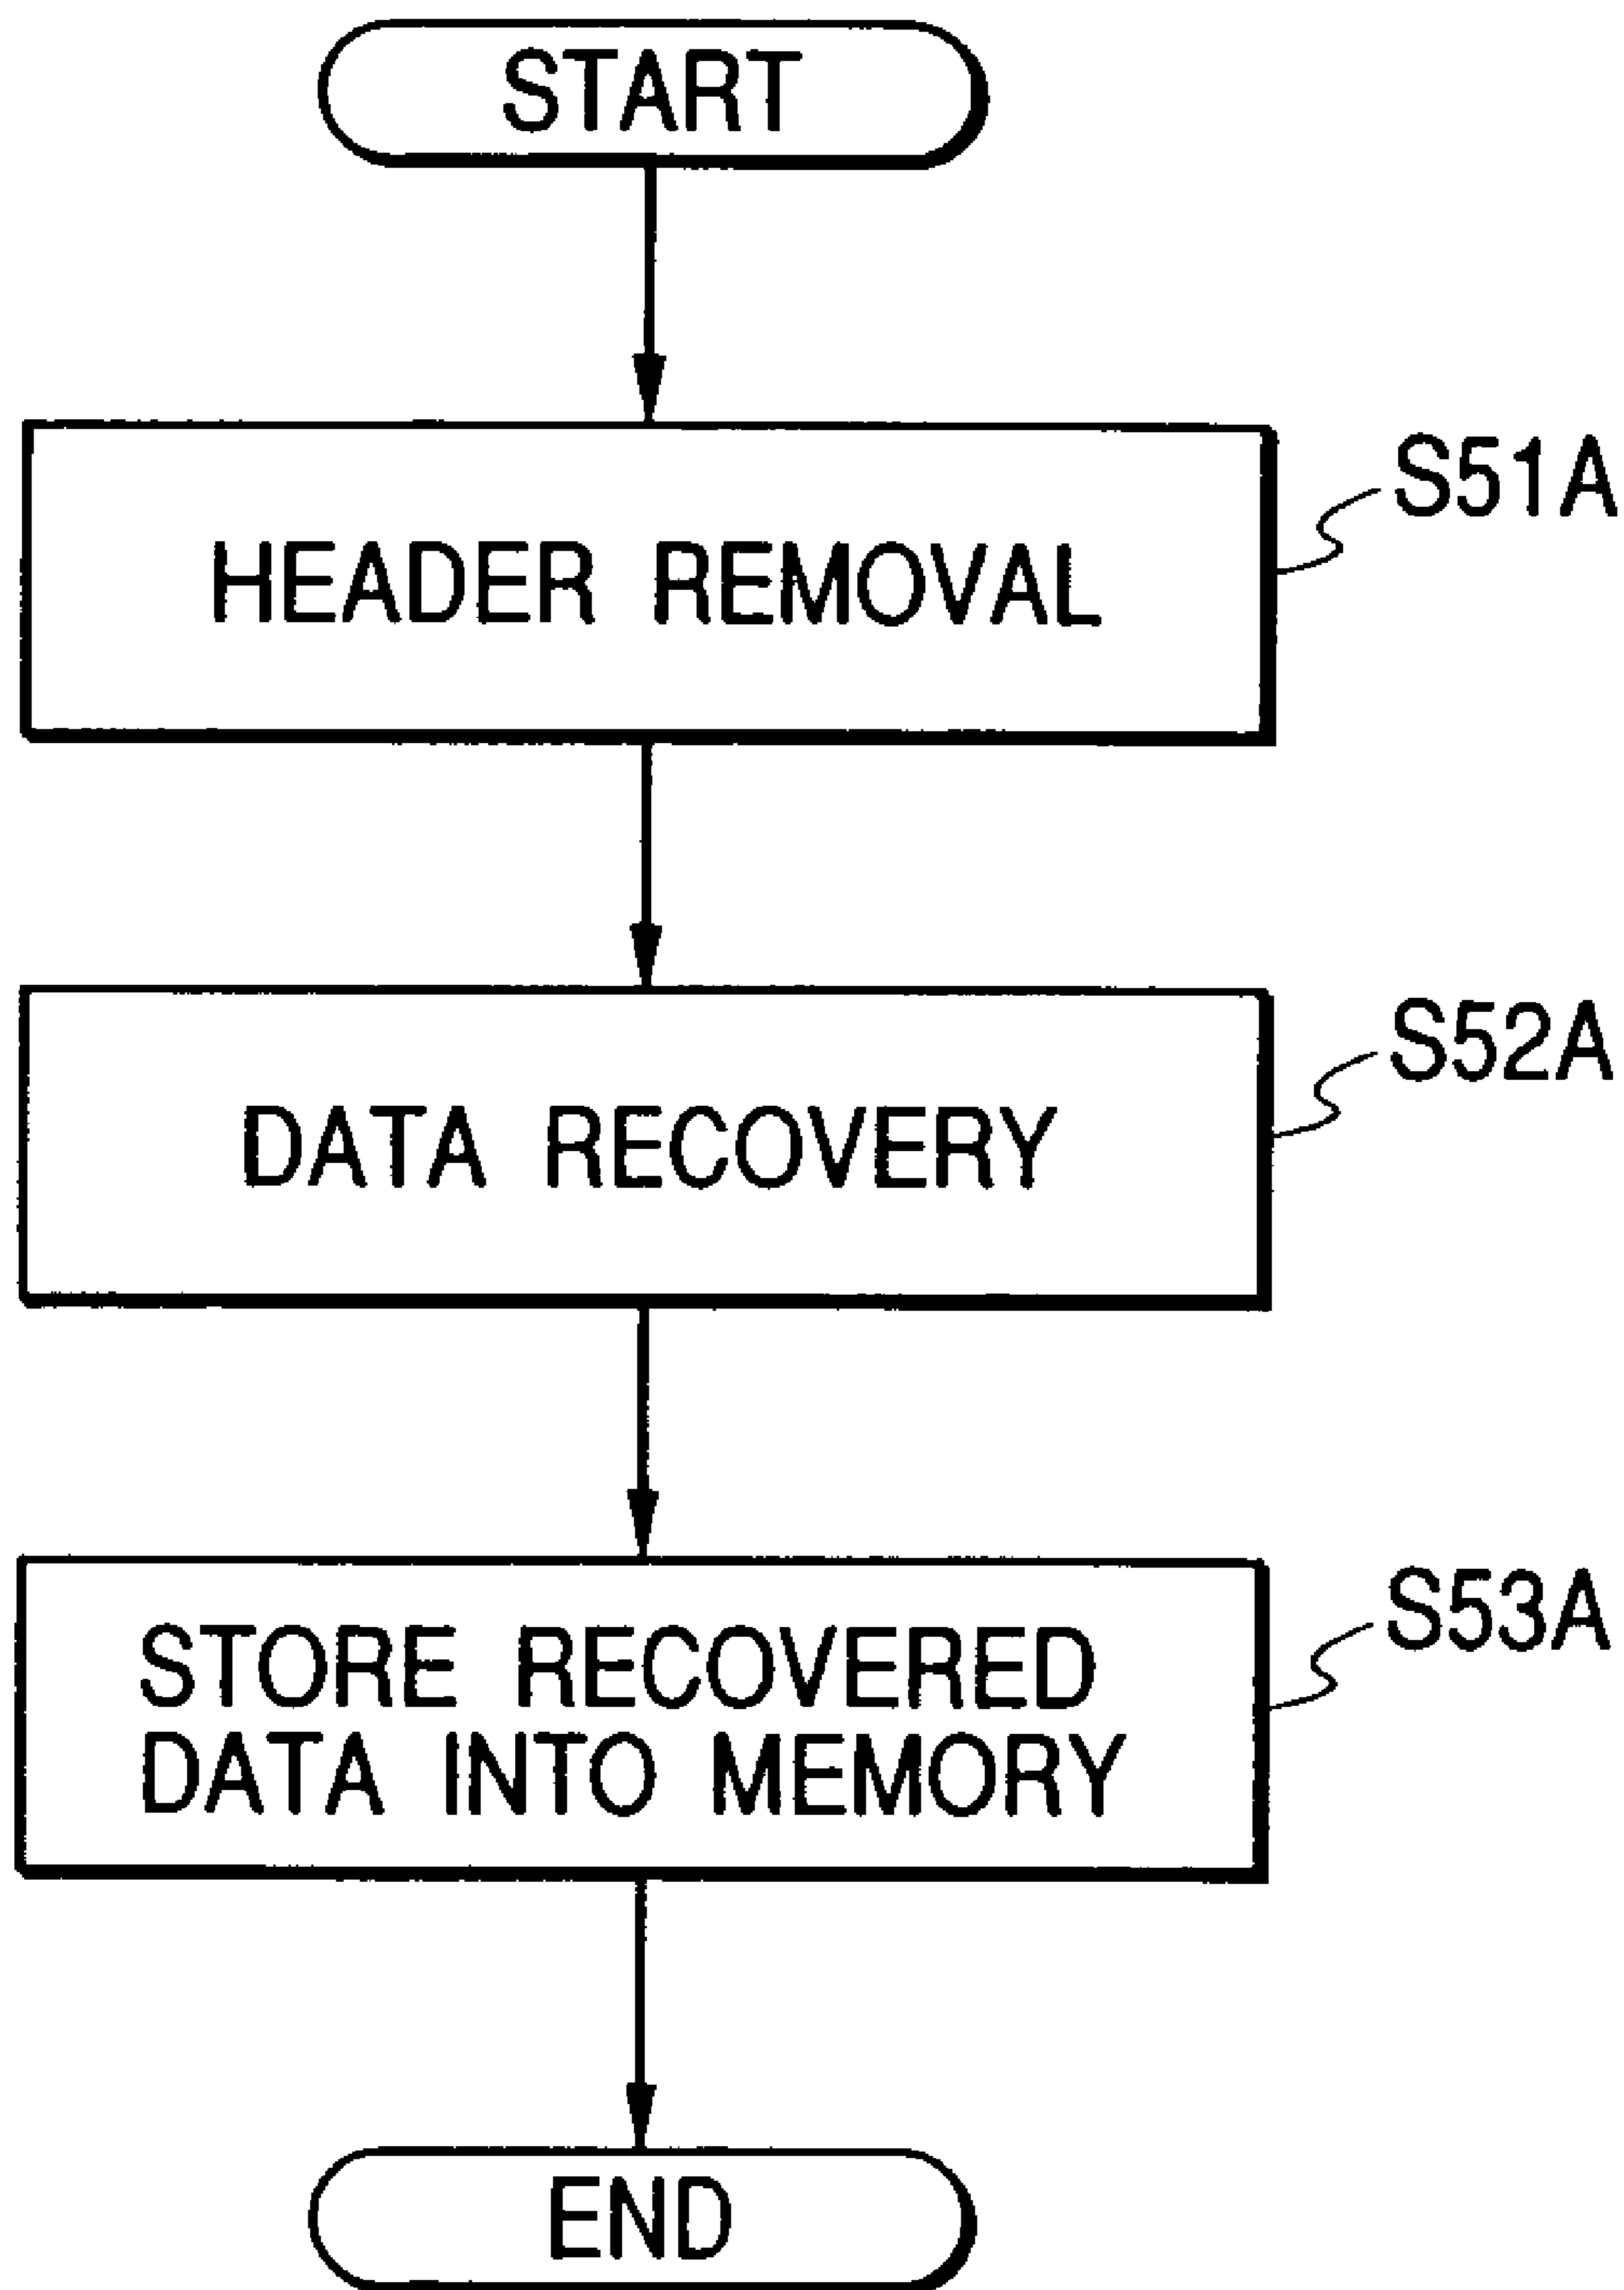 START
HEADER REMOVAL
S51A
DATA RECOVERY
S52A
STORE RECOVERED
DATA INTO MEMORY
S53A
END